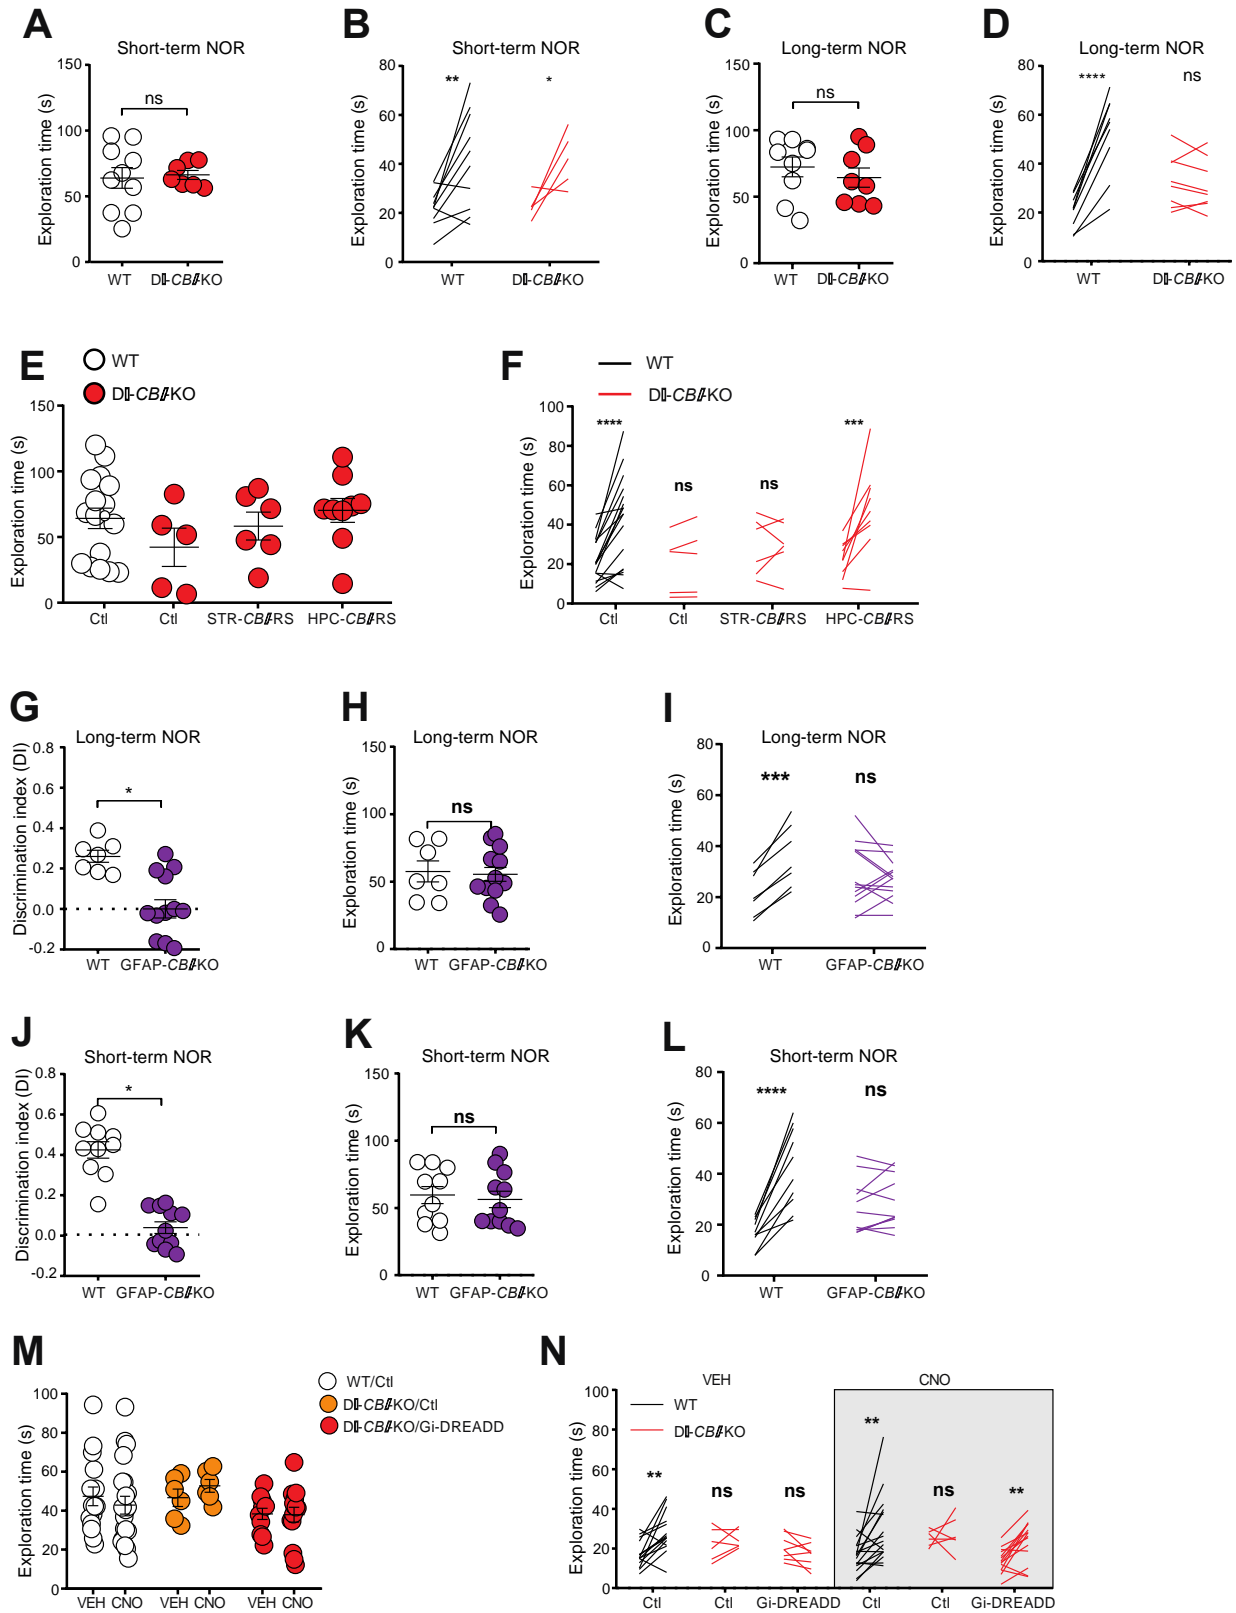 A
Short-term NOR
Exploration time (s)
150
100
50
0
ns
WT
D▯-CB▯-KO
B
Short-term NOR
Exploration time (s)
80
60
40
20
0
**
*
WT
D▯-CB▯-KO
C
Long-term NOR
Exploration time (s)
150
100
50
0
ns
WT
D▯-CB▯-KO
D
Long-term NOR
Exploration time (s)
80
60
40
20
0
****
ns
WT
D▯-CB▯-KO
E
WT
D▯-CB▯-KO
Exploration time (s)
150
100
50
0
Ctl
Ctl
STR-CB▯-RS
HPC-CB▯-RS
F
WT
D▯-CB▯-KO
Exploration time (s)
100
80
60
40
20
0
****
ns
ns
***
Ctl
Ctl
STR-CB▯-RS
HPC-CB▯-RS
G
Long-term NOR
Discrimination index (DI)
0.8
0.6
0.4
0.2
0.0
-0.2
*
WT
GFAP-CB▯-KO
H
Long-term NOR
Exploration time (s)
150
100
50
0
ns
WT
GFAP-CB▯-KO
I
Long-term NOR
Exploration time (s)
80
60
40
20
0
***
ns
WT
GFAP-CB▯-KO
J
Short-term NOR
Discrimination index (DI)
0.8
0.6
0.4
0.2
0.0
-0.2
*
WT
GFAP-CB▯-KO
K
Short-term NOR
Exploration time (s)
150
100
50
0
ns
WT
GFAP-CB▯-KO
L
Short-term NOR
Exploration time (s)
80
60
40
20
0
****
ns
WT
GFAP-CB▯-KO
M
WT/Ctl
D▯-CB▯-KO/Ctl
D▯-CB▯-KO/Gi-DREADD
Exploration time (s)
100
80
60
40
20
0
VEH CNO
VEH CNO
VEH CNO
N
VEH
CNO
WT
D▯-CB▯-KO
Exploration time (s)
100
80
60
40
20
0
**
ns
ns
**
ns
**
Ctl
Ctl
Gi-DREADD
Ctl
Ctl
Gi-DREADD